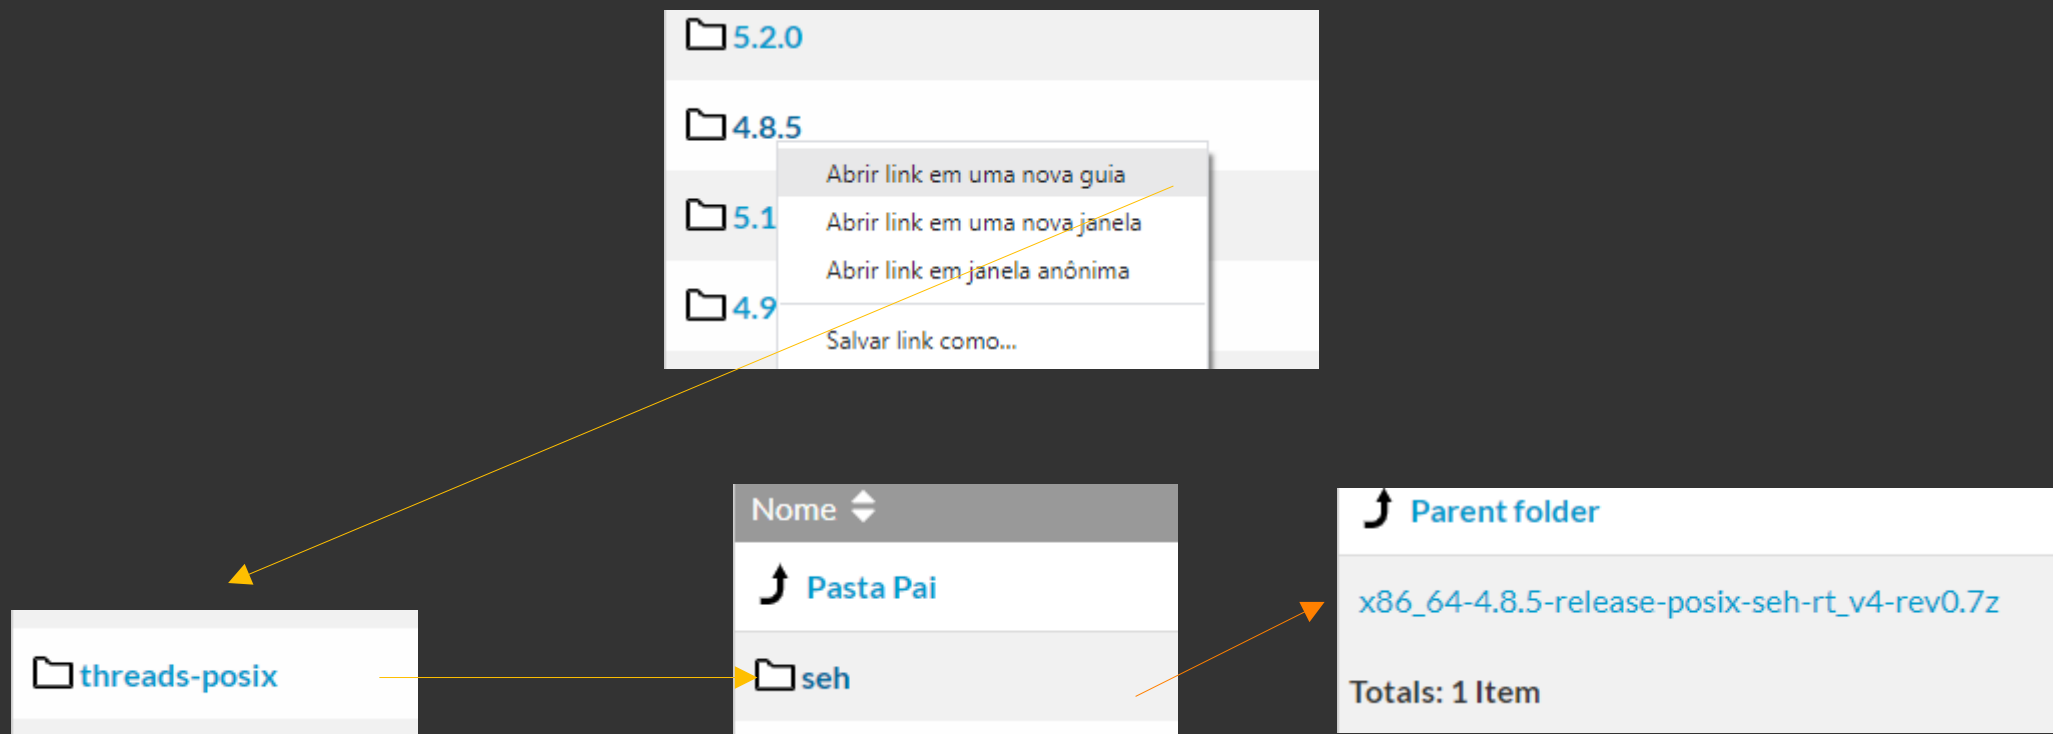 5.2.0
4.8.5
Abrir link em uma nova guia
5.1
Abrir link em uma nova janela
Abrir link em janela anônima
4.9
Salvar link como...
threads-posix
Nome
Pasta Pai
seh
Parent folder
x86_64-4.8.5-release-posix-seh-rt_v4-rev0.7z
Totals: 1 Item